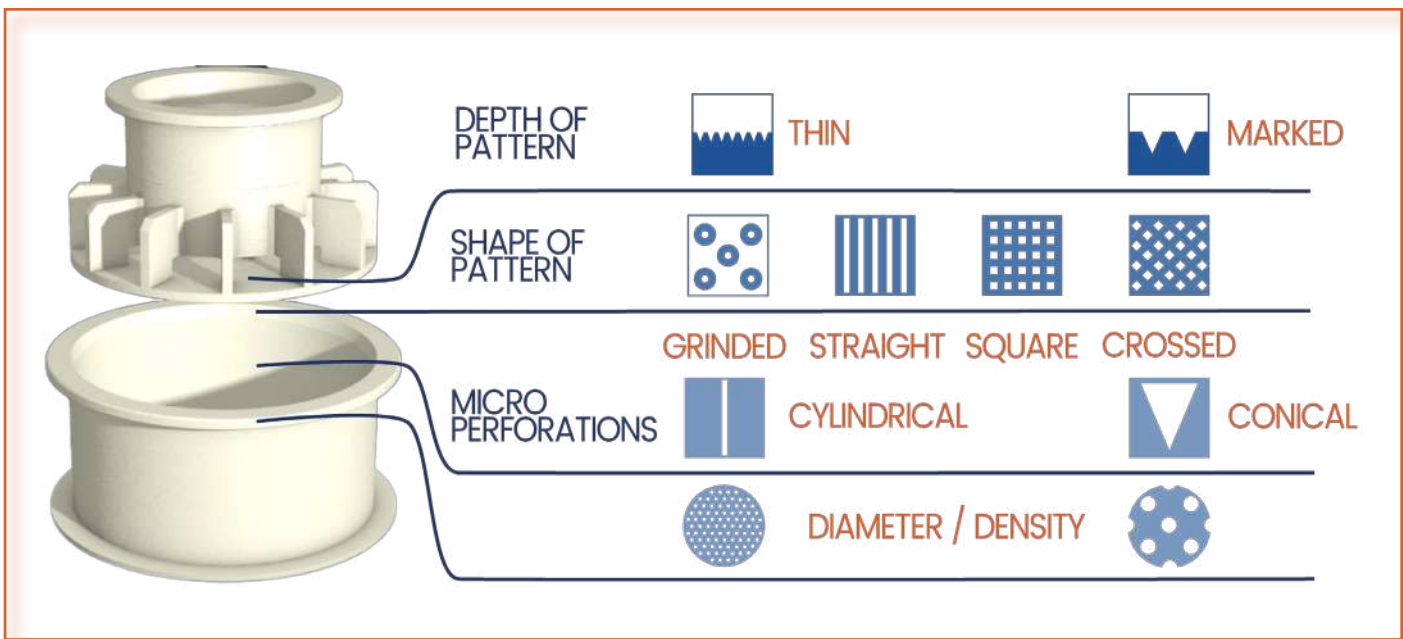 DEPTH OF
PATTERN
THIN
MARKED
SHAPE OF
PATTERN
GRINDED
STRAIGHT
SQUARE
CROSSED
MICRO
PERFORATIONS
CYLINDRICAL
CONICAL
DIAMETER / DENSITY